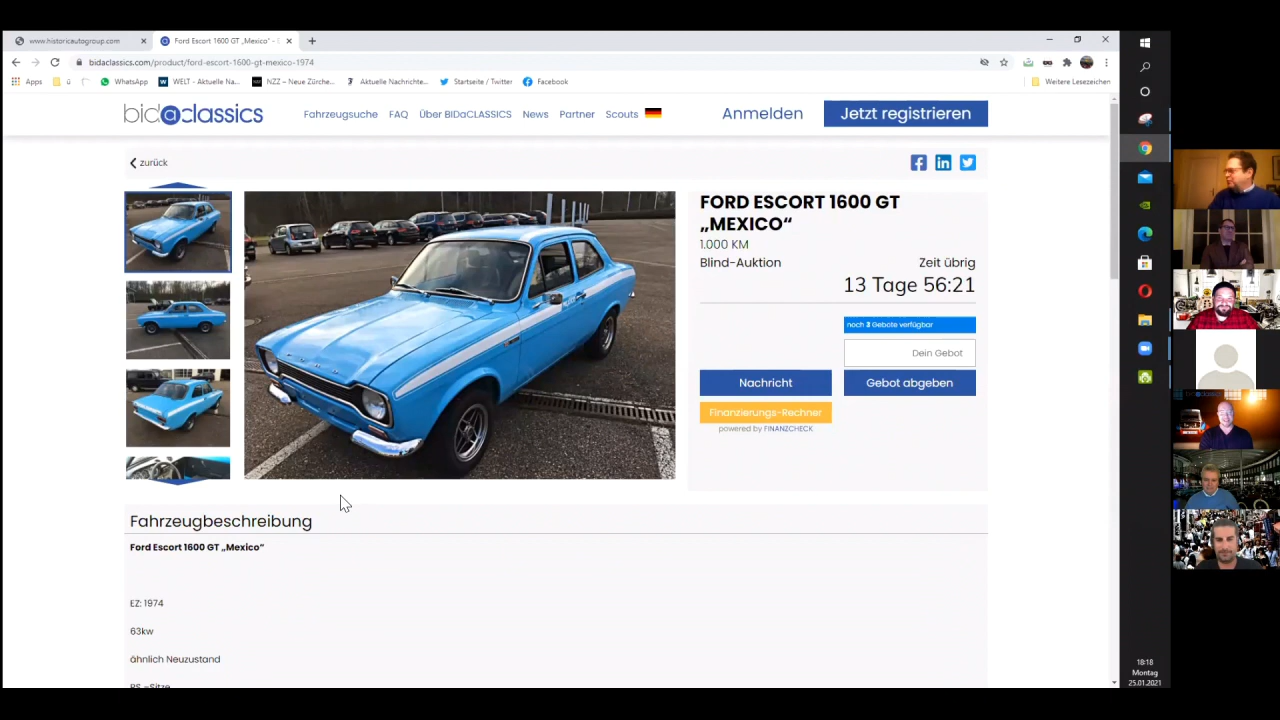 www.historicautogroup.com
Ford Escort 1600 GT „Mexico“ - B
bidaclassics.com/product/ford-escort-1600-gt-mexico-1974
Apps
ü
WhatsApp
WELT - Aktuelle Na...
NZZ – Neue Zürche...
Aktuelle Nachrichte...
Startseite / Twitter
Facebook
Weitere Lesezeichen
bidaclassics
Fahrzeugsuche
FAQ
Über BIDaCLASSICS
News
Partner
Scouts
Anmelden
Jetzt registrieren
zurück
FORD ESCORT 1600 GT
„MEXICO“
1.000 KM
Blind-Auktion
Zeit übrig
13 Tage 56:21
noch 3 Gebote verfügbar
Dein Gebot
Nachricht
Gebot abgeben
Finanzierungs-Rechner
powered by FINANZCHECK
Fahrzeugbeschreibung
Ford Escort 1600 GT „Mexico“
EZ: 1974
63kw
ähnlich Neuzustand
RS –Sitze
18:18
Montag
25.01.2021